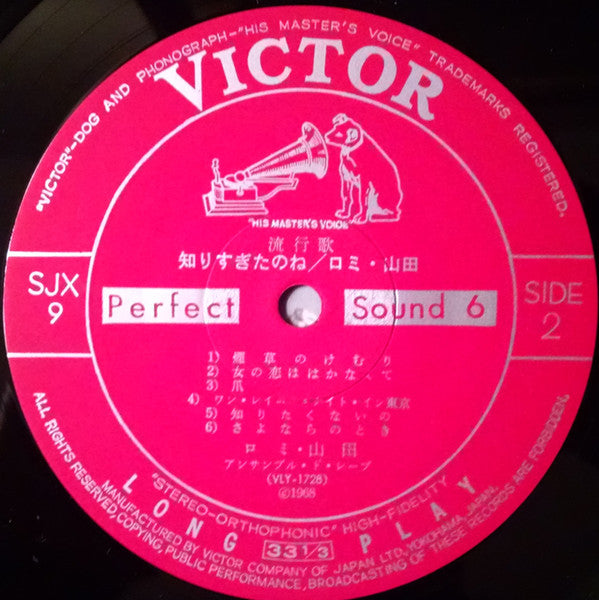 "VICTOR"–DOG AND PHONOGRAPH–"HIS MASTER'S VOICE" TRADEMARKS REGISTERED.
VICTOR
"HIS MASTER'S VOICE"
流行歌
知りすぎたのね/ロミ・山田
SJX
9
Perfect Sound 6
SIDE
2
1) 煙草のけむり
2) 女の恋ははかなくて
3) 爪
4) ワン・レイニー・ナイト・イン・東京
5) 知りたくないの
6) さよならのとき
ロミ・山田
アンサンブル・ド・レーブ
(VLY-1728)
©1968
"STEREO-ORTHOPHONIC" HIGH-FIDELITY
LONG 33 1/3 PLAY
MANUFACTURED BY VICTOR COMPANY OF JAPAN LTD., YOKOHAMA, JAPAN.
ALL RIGHTS RESERVED, COPYING, PUBLIC PERFORMANCE, BROADCASTING OF THESE RECORDS ARE FORBIDDEN.